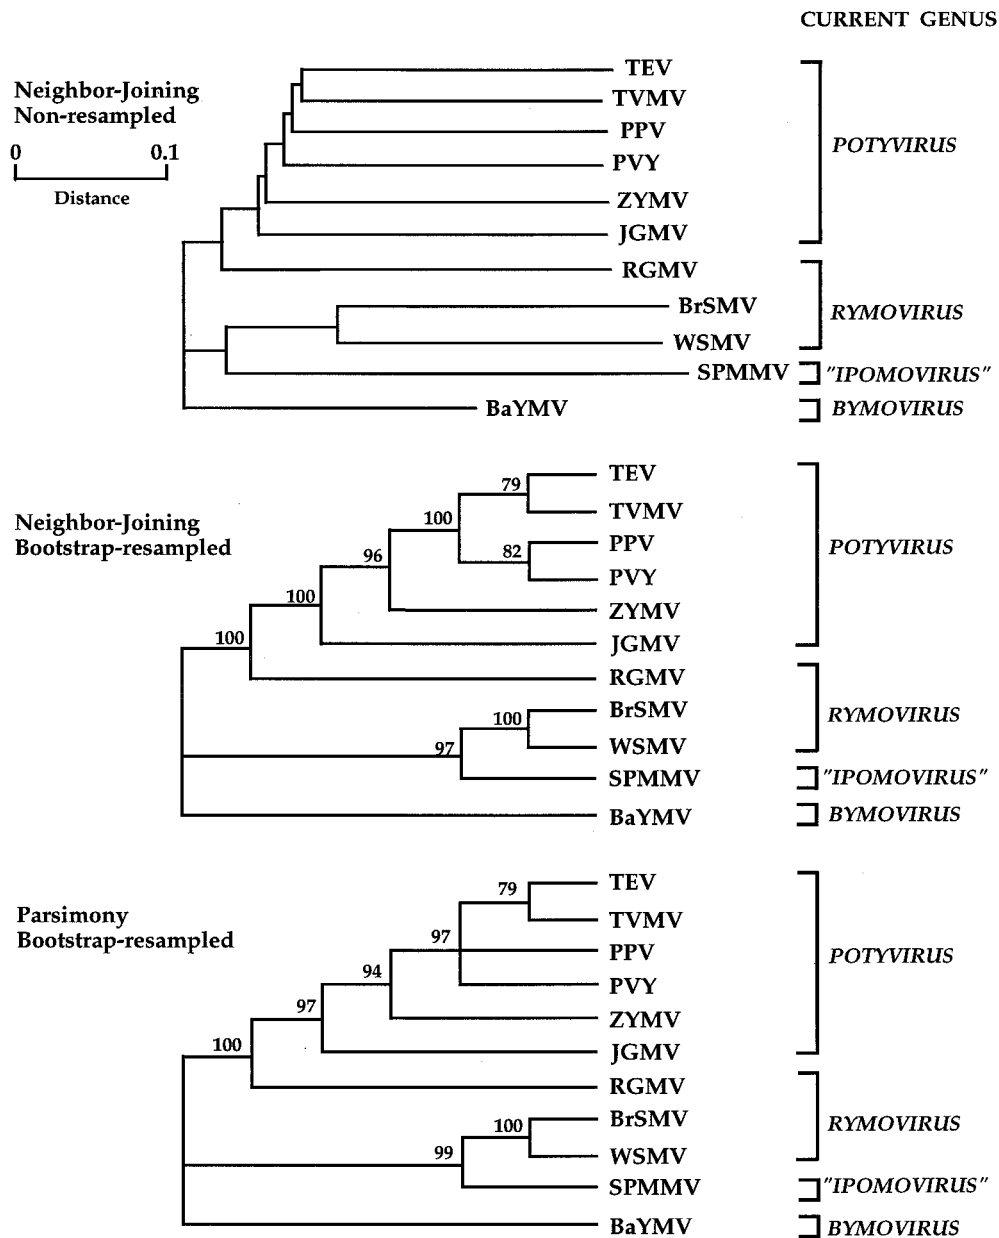 CURRENT GENUS
Neighbor-Joining
Non-resampled
0 0.1
Distance
TEV
TVMV
PPV
PVY
ZYMV
JGMV
RGMV
BrSMV
WSMV
SPMMV
BaYMV
POTYVIRUS
RYMOVIRUS
"IPOMOVIRUS"
BYMOVIRUS
Neighbor-Joining
Bootstrap-resampled
79
100
82
96
100
100
100
97
TEV
TVMV
PPV
PVY
ZYMV
JGMV
RGMV
BrSMV
WSMV
SPMMV
BaYMV
POTYVIRUS
RYMOVIRUS
"IPOMOVIRUS"
BYMOVIRUS
Parsimony
Bootstrap-resampled
79
97
94
97
100
100
99
TEV
TVMV
PPV
PVY
ZYMV
JGMV
RGMV
BrSMV
WSMV
SPMMV
BaYMV
POTYVIRUS
RYMOVIRUS
"IPOMOVIRUS"
BYMOVIRUS